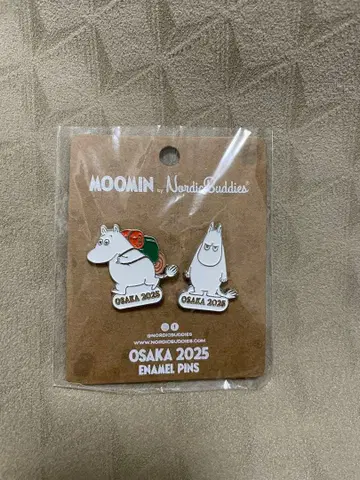 MOOMIN by NordicBuddies®
OSAKA 2025
OSAKA 2025
@NORDICBUDDIES
WWW.NORDICBUDDIES.COM
OSAKA 2025
ENAMEL PINS